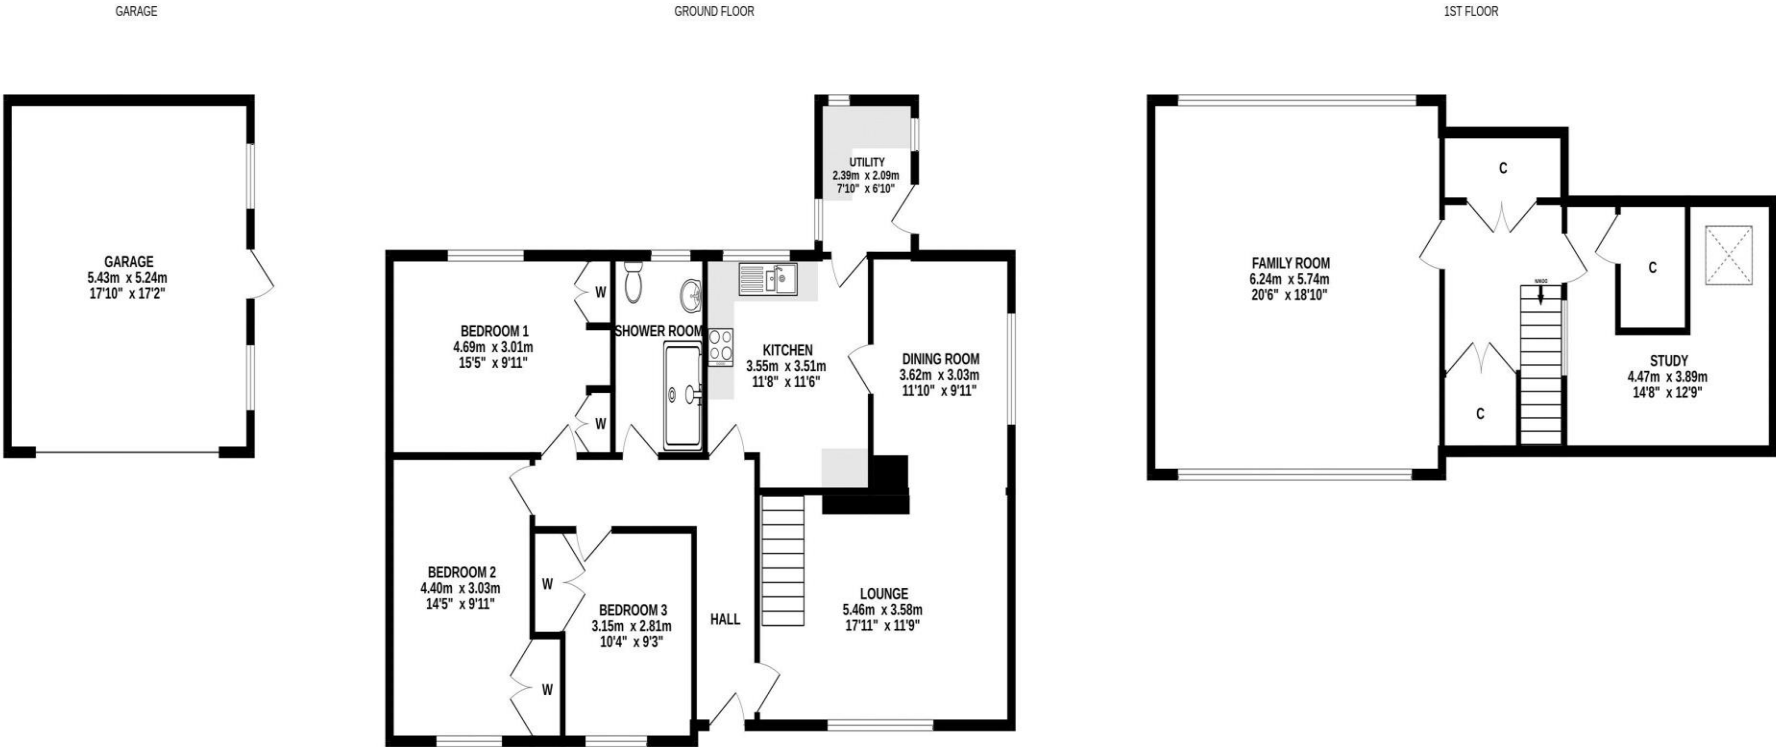 GARAGE
GROUND FLOOR
1ST FLOOR
GARAGE
5.43m x 5.24m
17'10" x 17'2"
UTILITY
2.39m x 2.09m
7'10" x 6'10"
BEDROOM 1
4.69m x 3.01m
15'5" x 9'11"
W
W
SHOWER ROOM
KITCHEN
3.55m x 3.51m
11'8" x 11'6"
DINING ROOM
3.62m x 3.03m
11'10" x 9'11"
BEDROOM 2
4.40m x 3.03m
14'5" x 9'11"
W
W
BEDROOM 3
3.15m x 2.81m
10'4" x 9'3"
HALL
LOUNGE
5.46m x 3.58m
17'11" x 11'9"
FAMILY ROOM
6.24m x 5.74m
20'6" x 18'10"
C
C
C
DOWN
STUDY
4.47m x 3.89m
14'8" x 12'9"